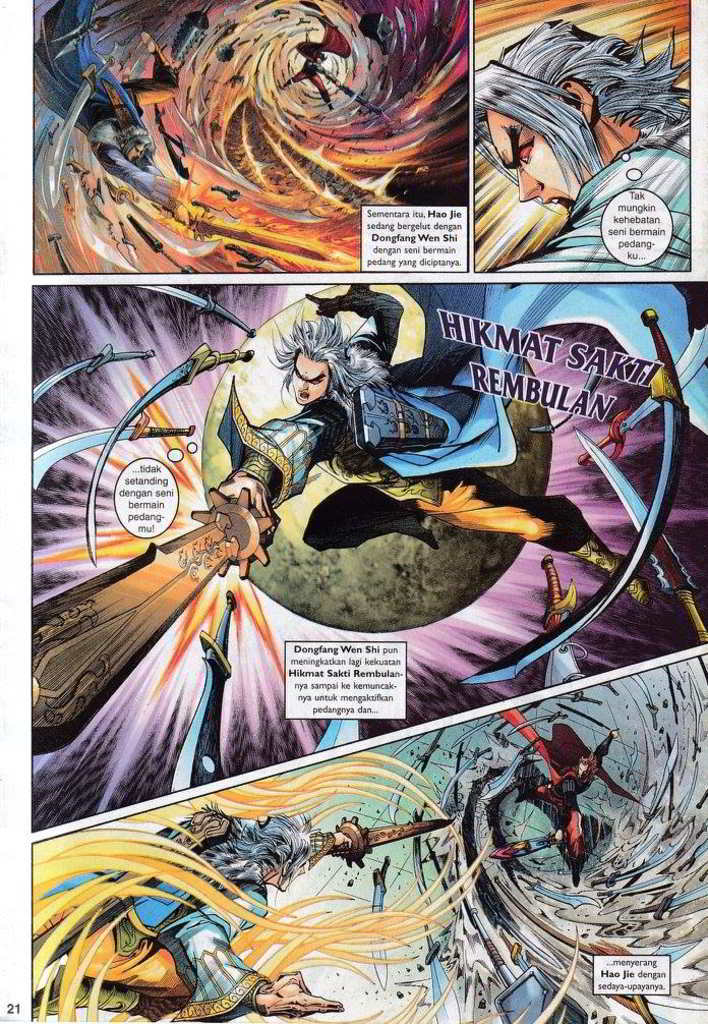 Sementara itu, Hao Jie
sedang bergelut dengan
Dongfang Wen Shi
dengan seni bermain
pedang yang diciptanya.
Tak
mungkin
kehebatan
seni bermain
pedang-
ku...
HIKMAT SAKTI
REMBULAN
...tidak
setanding
dengan seni
bermain
pedang-
mu!
Dongfang Wen Shi pun
meningkatkan lagi kekuatan
Hikmat Sakti Rembulan-
nya sampai ke kemuncak-
nya untuk mengaktifkan
pedangnya dan...
...menyerang
Hao Jie dengan
sedaya-upayanya.
21